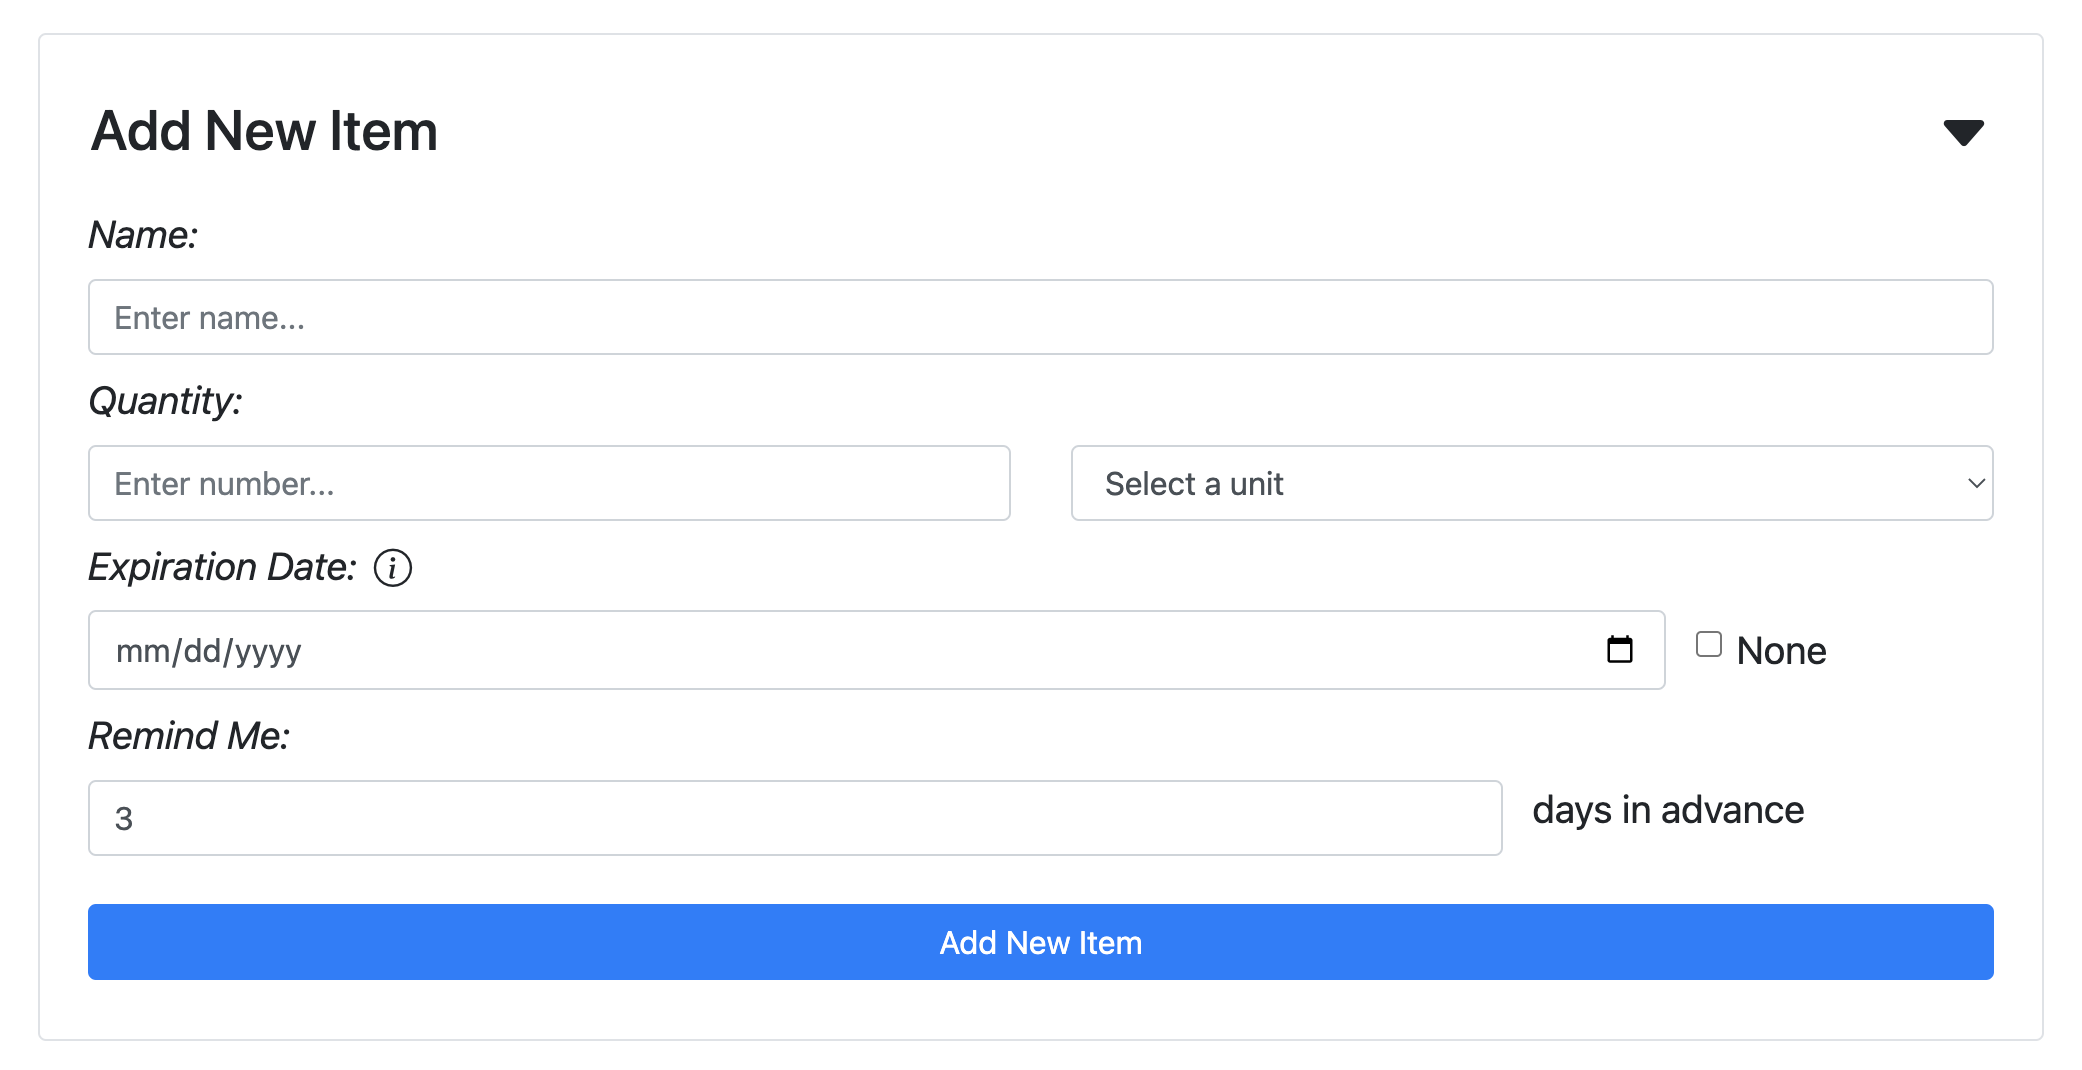 Add New Item
Name:
Enter name...
Quantity:
Enter number...
Select a unit
Expiration Date:
mm/dd/yyyy
None
Remind Me:
3
days in advance
Add New Item